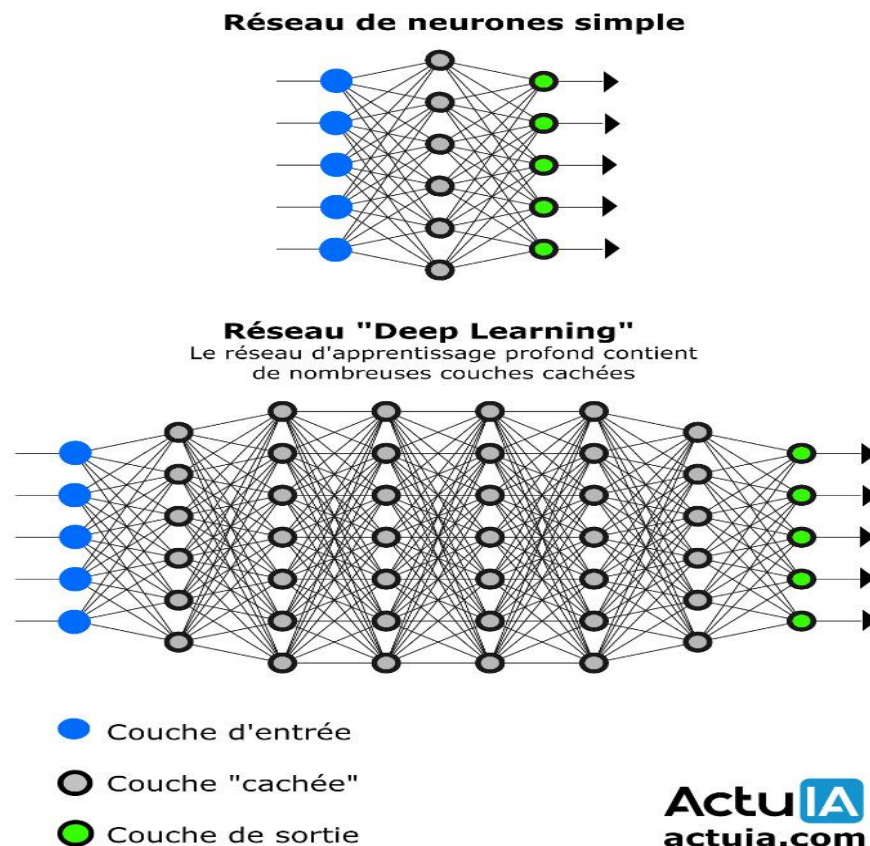 Réseau de neurones simple
Réseau "Deep Learning"
Le réseau d'apprentissage profond contient
de nombreuses couches cachées
Couche d'entrée
Couche "cachée"
Couche de sortie
ActuIA
actuia.com